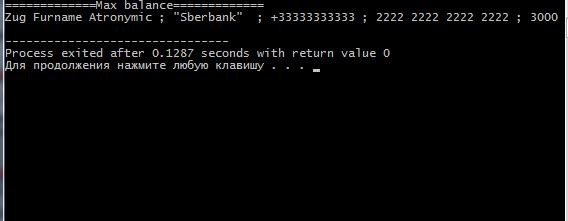 =============Max balance=============
Zug Furname Atronymic ; "Sberbank"  ; +33333333333 ; 2222 2222 2222 2222 ; 3000
--------------------------------
Process exited after 0.1287 seconds with return value 0
Для продолжения нажмите любую клавишу . . .